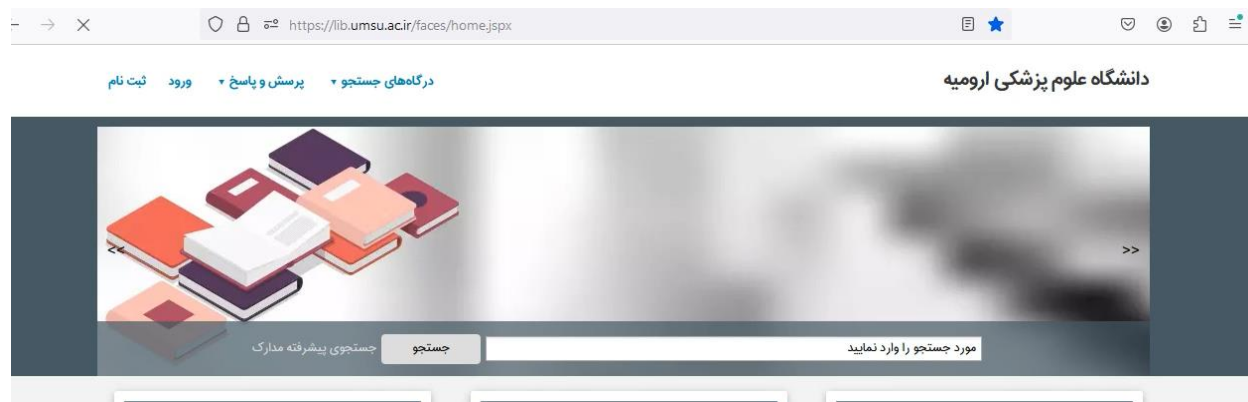 https://lib.umsu.ac.ir/faces/home.jspx
دانشگاه علوم پزشکی ارومیه
درگاه‌های جستجو ▾ پرسش و پاسخ ▾ ورود ثبت نام
<<
>>
مورد جستجو را وارد نمایید
جستجو
جستجوی پیشرفته مدارک